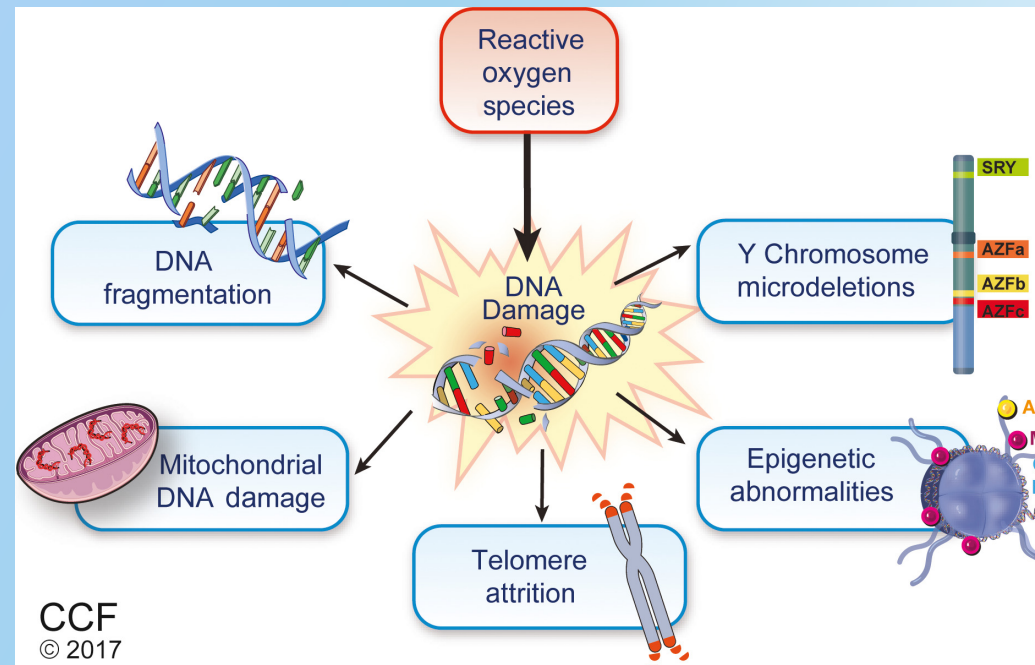 Reactive
oxygen
species
SRY
DNA
fragmentation
Y Chromosome
microdeletions
AZFa
AZFb
AZFc
DNA
Damage
Mitochondrial
DNA damage
Epigenetic
abnormalities
Telomere
attrition
CCF
© 2017